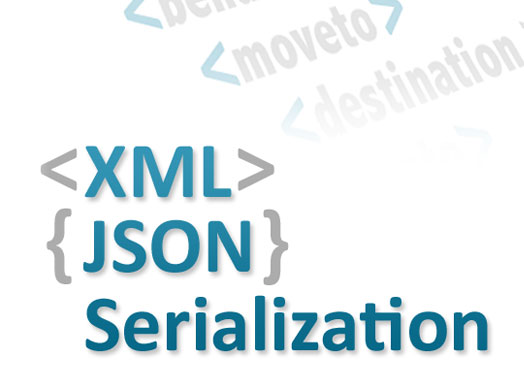 <moveto>
<destination
<XML>
{JSON}
Serialization